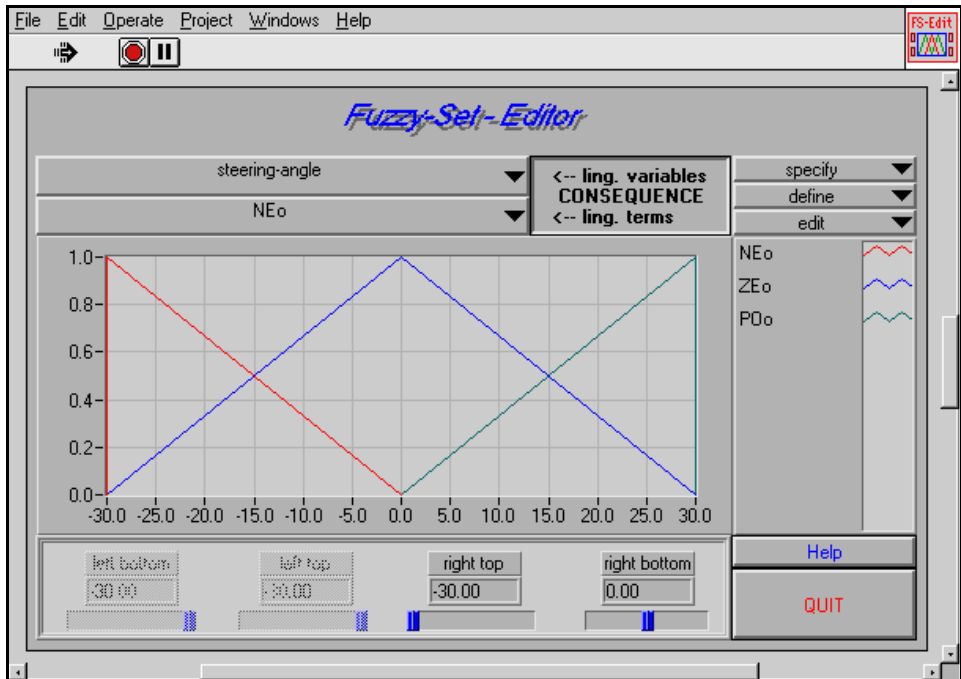 File Edit Operate Project Windows Help
FS-Edit
Fuzzy-Set-Editor
steering-angle
NEo
<-- ling. variables
CONSEQUENCE
<-- ling. terms
specify
define
edit
NEo
ZEo
POo
1.0
0.8
0.6
0.4
0.2
0.0
-30.0 -25.0 -20.0 -15.0 -10.0 -5.0 0.0 5.0 10.0 15.0 20.0 25.0 30.0
left bottom
-30.00
left top
-30.00
right top
-30.00
right bottom
0.00
Help
QUIT